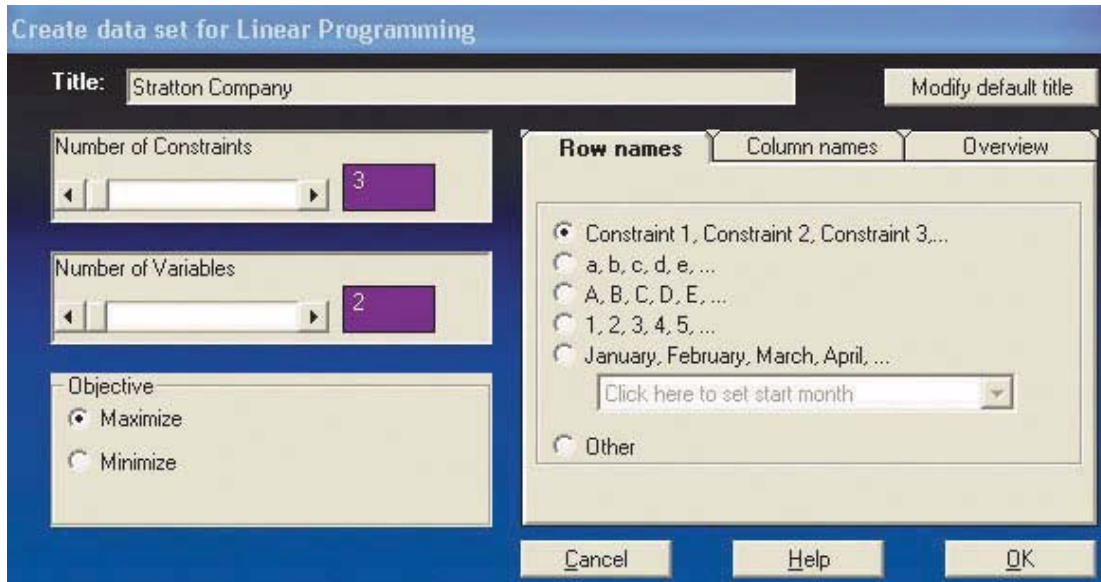 Create data set for Linear Programming
Title: Stratton Company
Modify default title
Number of Constraints
3
Number of Variables
2
Objective
Maximize
Minimize
Row names Column names Overview
Constraint 1, Constraint 2, Constraint 3,...
a, b, c, d, e, ...
A, B, C, D, E, ...
1, 2, 3, 4, 5, ...
January, February, March, April, ...
Click here to set start month
Other
Cancel Help OK